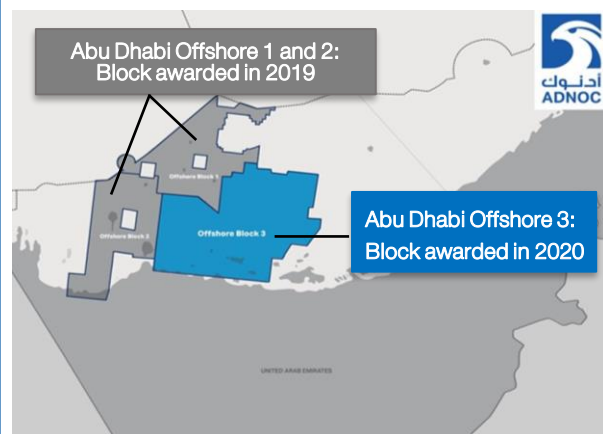 Abu Dhabi Offshore 1 and 2:
Block awarded in 2019
أدنوك
ADNOC
Offshore Block 1
Offshore Block 2
Offshore Block 3
Abu Dhabi Offshore 3:
Block awarded in 2020
UNITED ARAB EMIRATES